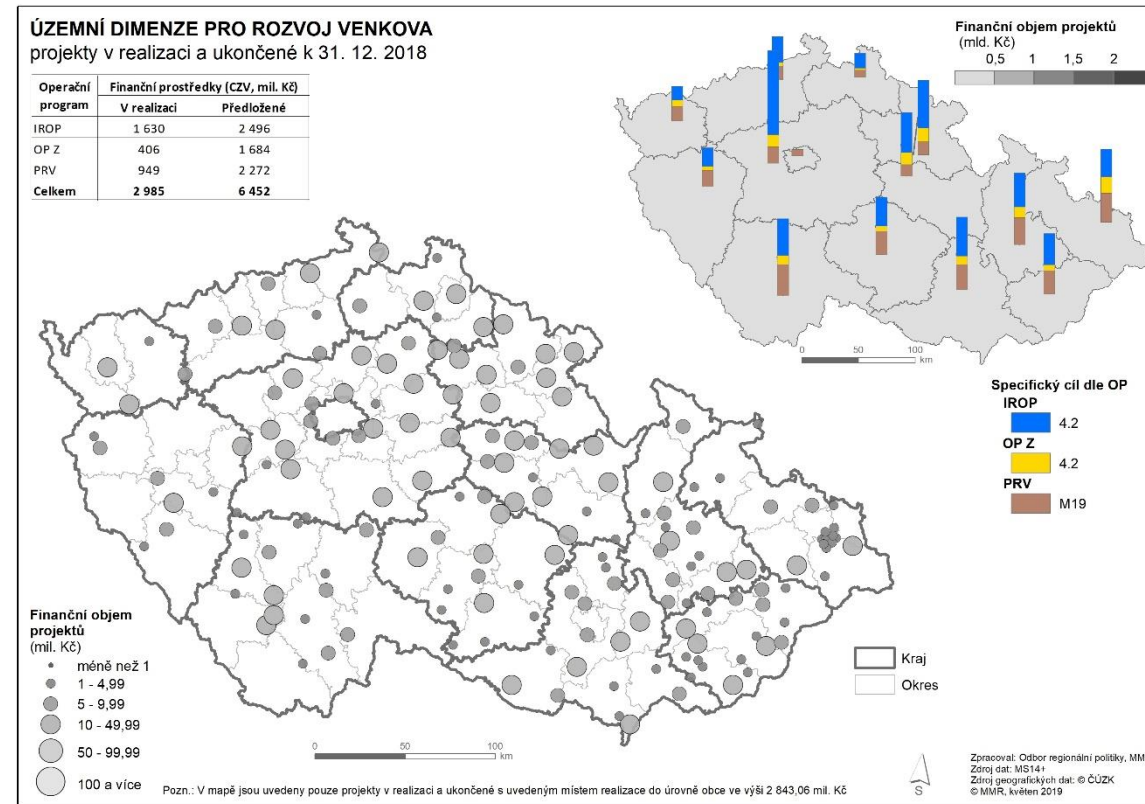 ÚZEMNÍ DIMENZE PRO ROZVOJ VENKOVA
projekty v realizaci a ukončené k 31. 12. 2018
Operační program Finanční prostředky (CZV, mil. Kč)
V realizaci Předložené
IROP 1 630 2 496
OP Z 406 1 684
PRV 949 2 272
Celkem 2 985 6 452
Finanční objem projektů
(mld. Kč)
0,5 1 1,5 2
0 50 100
km
Specifický cíl dle OP
IROP
4.2
OP Z
4.2
PRV
M19
Finanční objem
projektů
(mil. Kč)
méně než 1
1 - 4,99
5 - 9,99
10 - 49,99
50 - 99,99
100 a více
Kraj
Okres
0 50 100
km
Pozn.: V mapě jsou uvedeny pouze projekty v realizaci a ukončené s uvedeným místem realizace do úrovně obce ve výši 2 843,06 mil. Kč
S
Zpracoval: Odbor regionální politiky, MM
Zdroj dat: MS14+
Zdroj geografických dat: © ČÚZK
© MMR, květen 2019